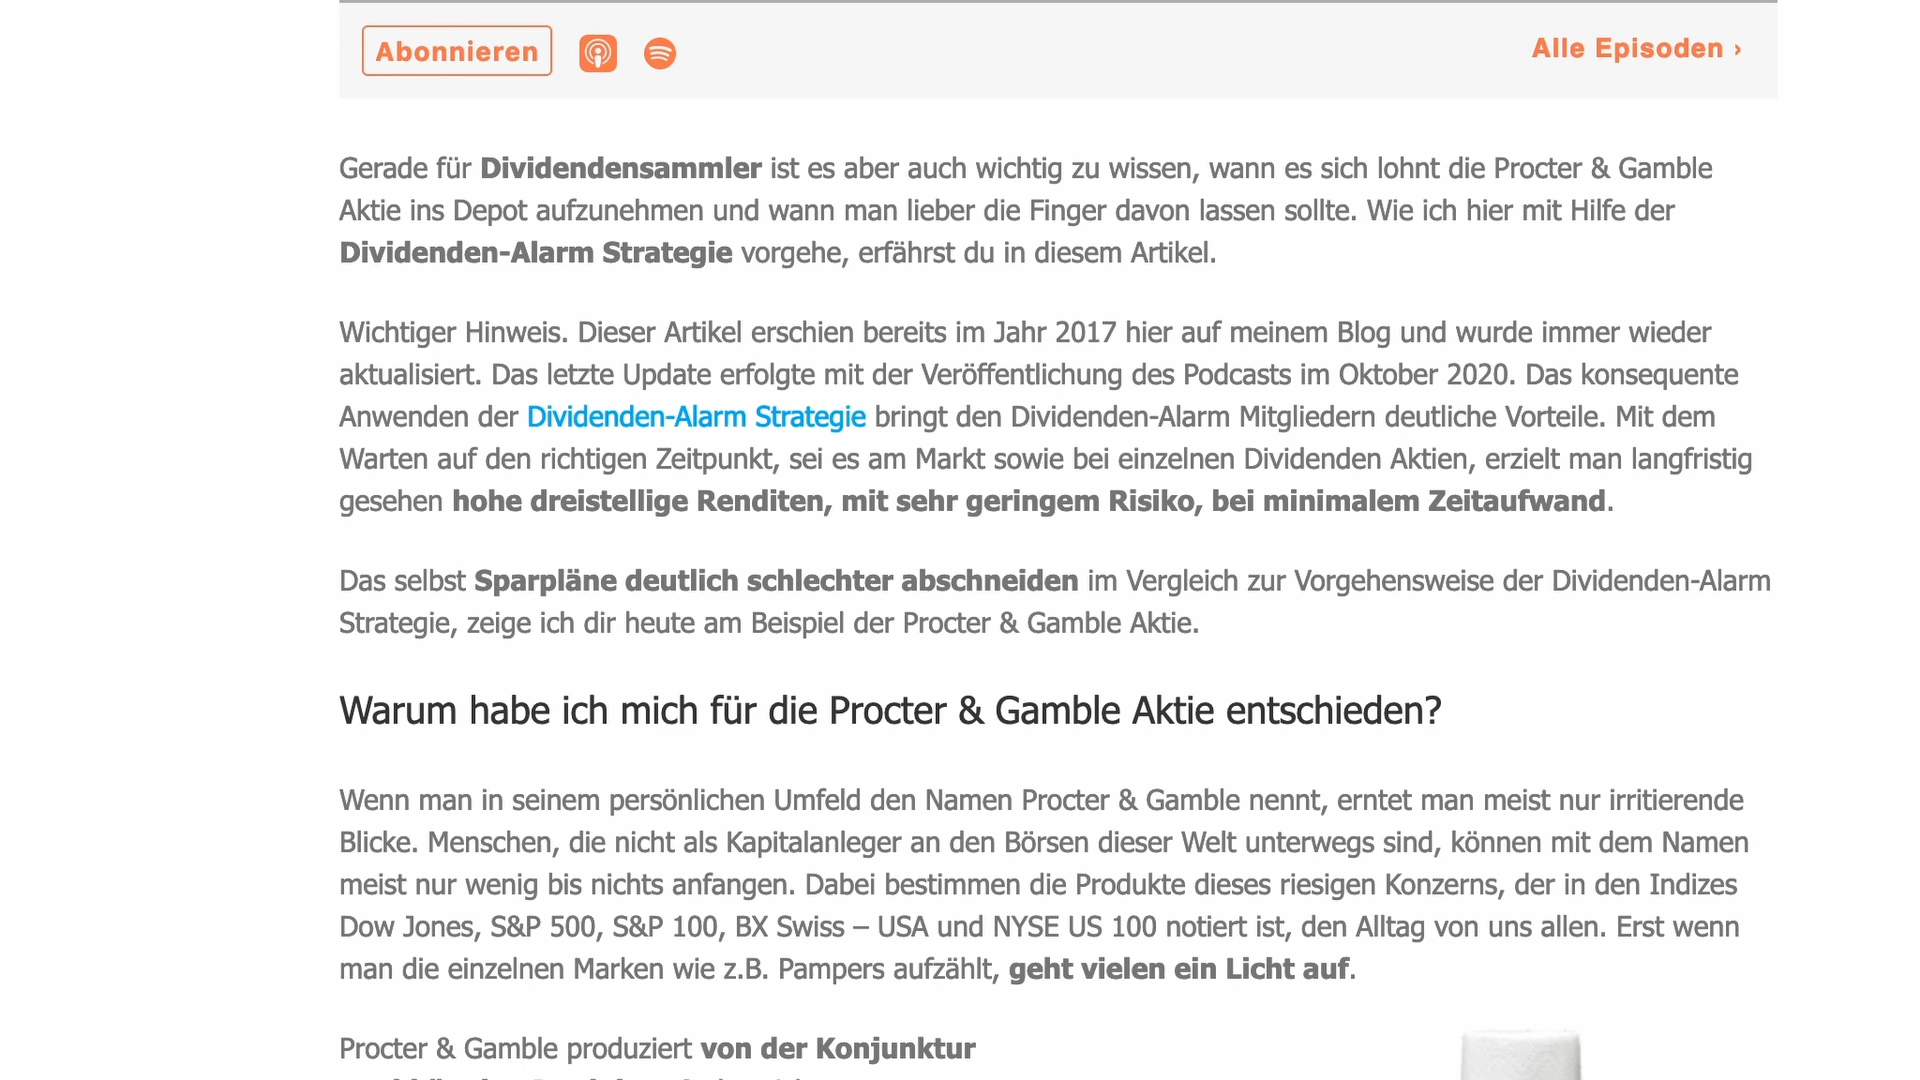 Abonnieren
Alle Episoden ›
Gerade für Dividendensammler ist es aber auch wichtig zu wissen, wann es sich lohnt die Procter & Gamble
Aktie ins Depot aufzunehmen und wann man lieber die Finger davon lassen sollte. Wie ich hier mit Hilfe der
Dividenden-Alarm Strategie vorgehe, erfährst du in diesem Artikel.
Wichtiger Hinweis. Dieser Artikel erschien bereits im Jahr 2017 hier auf meinem Blog und wurde immer wieder
aktualisiert. Das letzte Update erfolgte mit der Veröffentlichung des Podcasts im Oktober 2020. Das konsequente
Anwenden der Dividenden-Alarm Strategie bringt den Dividenden-Alarm Mitgliedern deutliche Vorteile. Mit dem
Warten auf den richtigen Zeitpunkt, sei es am Markt sowie bei einzelnen Dividenden Aktien, erzielt man langfristig
gesehen hohe dreistellige Renditen, mit sehr geringem Risiko, bei minimalem Zeitaufwand.
Das selbst Sparpläne deutlich schlechter abschneiden im Vergleich zur Vorgehensweise der Dividenden-Alarm
Strategie, zeige ich dir heute am Beispiel der Procter & Gamble Aktie.
Warum habe ich mich für die Procter & Gamble Aktie entschieden?
Wenn man in seinem persönlichen Umfeld den Namen Procter & Gamble nennt, erntet man meist nur irritierende
Blicke. Menschen, die nicht als Kapitalanleger an den Börsen dieser Welt unterwegs sind, können mit dem Namen
meist nur wenig bis nichts anfangen. Dabei bestimmen die Produkte dieses riesigen Konzerns, der in den Indizes
Dow Jones, S&P 500, S&P 100, BX Swiss – USA und NYSE US 100 notiert ist, den Alltag von uns allen. Erst wenn
man die einzelnen Marken wie z.B. Pampers aufzählt, geht vielen ein Licht auf.
Procter & Gamble produziert von der Konjunktur